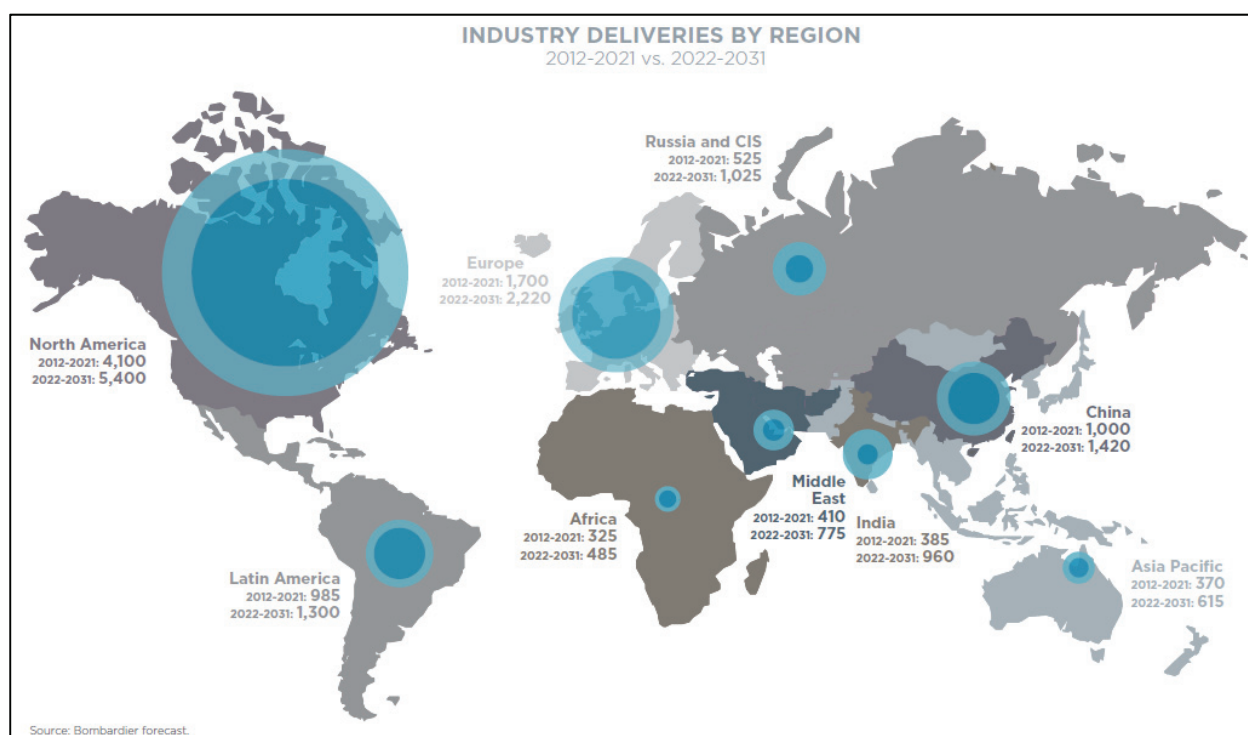 INDUSTRY DELIVERIES BY REGION
2012-2021 vs. 2022-2031
Russia and CIS
2012-2021: 525
2022-2031: 1,025
Europe
2012-2021: 1,700
2022-2031: 2,220
North America
2012-2021: 4,100
2022-2031: 5,400
China
2012-2021: 1,000
2022-2031: 1,420
Middle
East
2012-2021: 410
2022-2031: 775
India
2012-2021: 385
2022-2031: 960
Africa
2012-2021: 325
2022-2031: 485
Asia Pacific
2012-2021: 370
2022-2031: 615
Latin America
2012-2021: 985
2022-2031: 1,300
Source: Bombardier forecast.